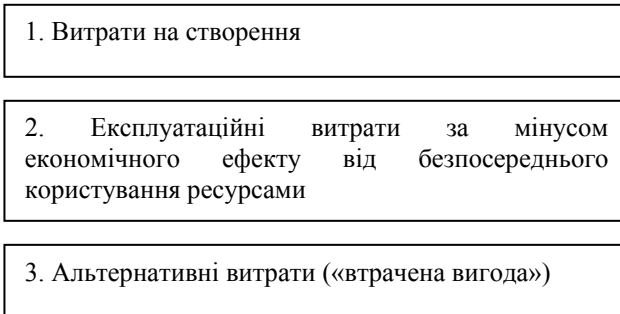 1. Витрати на створення
2. Експлуатаційні витрати за мінусом
економічного ефекту від безпосереднього
користування ресурсами
3. Альтернативні витрати («втрачена вигода»)